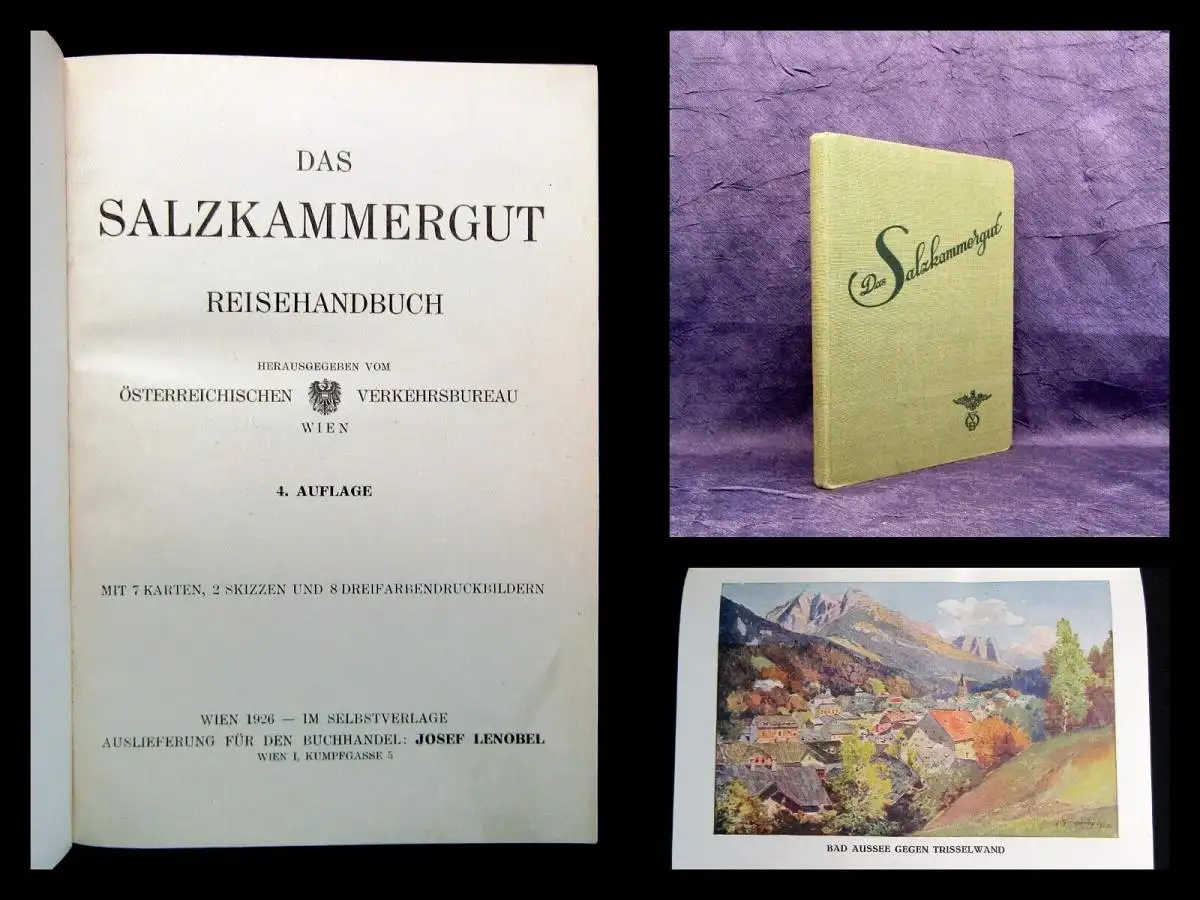 DAS
SALZKAMMERGUT
REISEHANDBUCH
HERAUSGEGEBEN VOM
ÖSTERREICHISCHEN VERKEHRSBUREAU
WIEN
4. AUFLAGE
MIT 7 KARTEN, 2 SKIZZEN UND 8 DREIFARBENDRUCKBILDERN
WIEN 1926 — IM SELBSTVERLAGE
AUSLIEFERUNG FÜR DEN BUCHHANDEL: JOSEF LENOBEL
WIEN I, KUMPFGASSE 5
Das Salzkammergut
BAD AUSSEE GEGEN TRISSELWAND